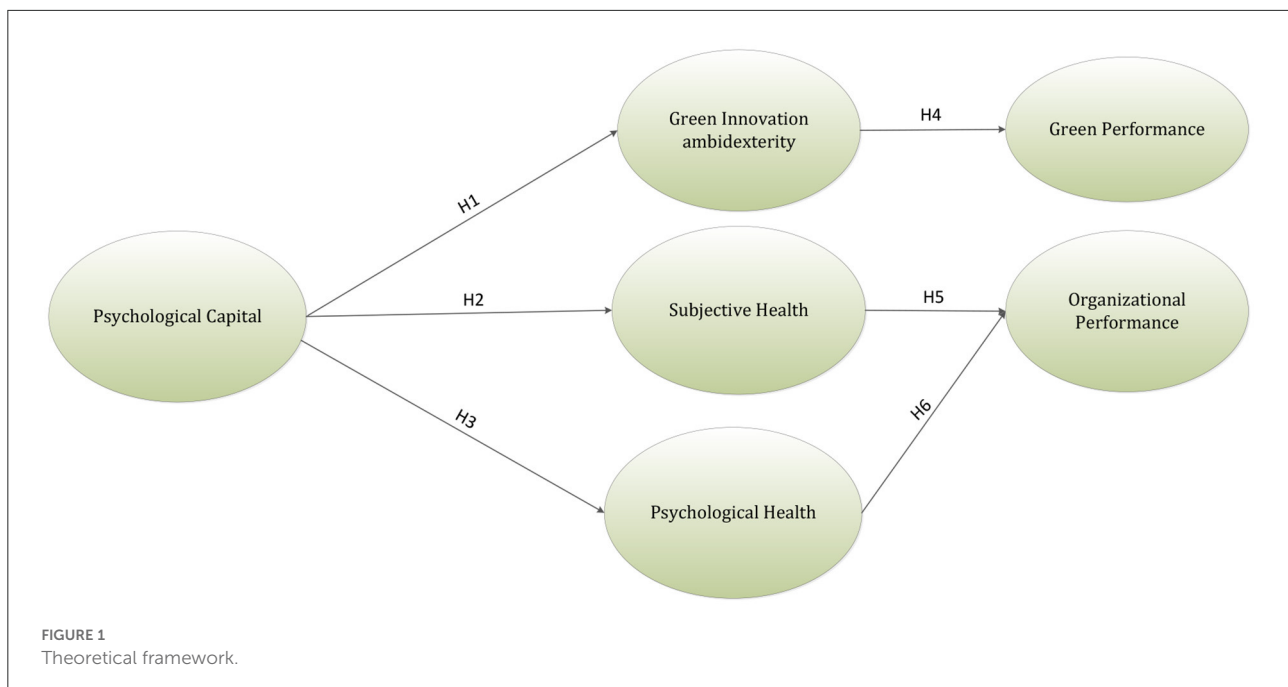 Green Innovation
ambidexterity
H4
Green Performance
H1
Psychological Capital
H2
Subjective Health
H5
Organizational
Performance
H3
H6
Psychological Health
FIGURE 1
Theoretical framework.